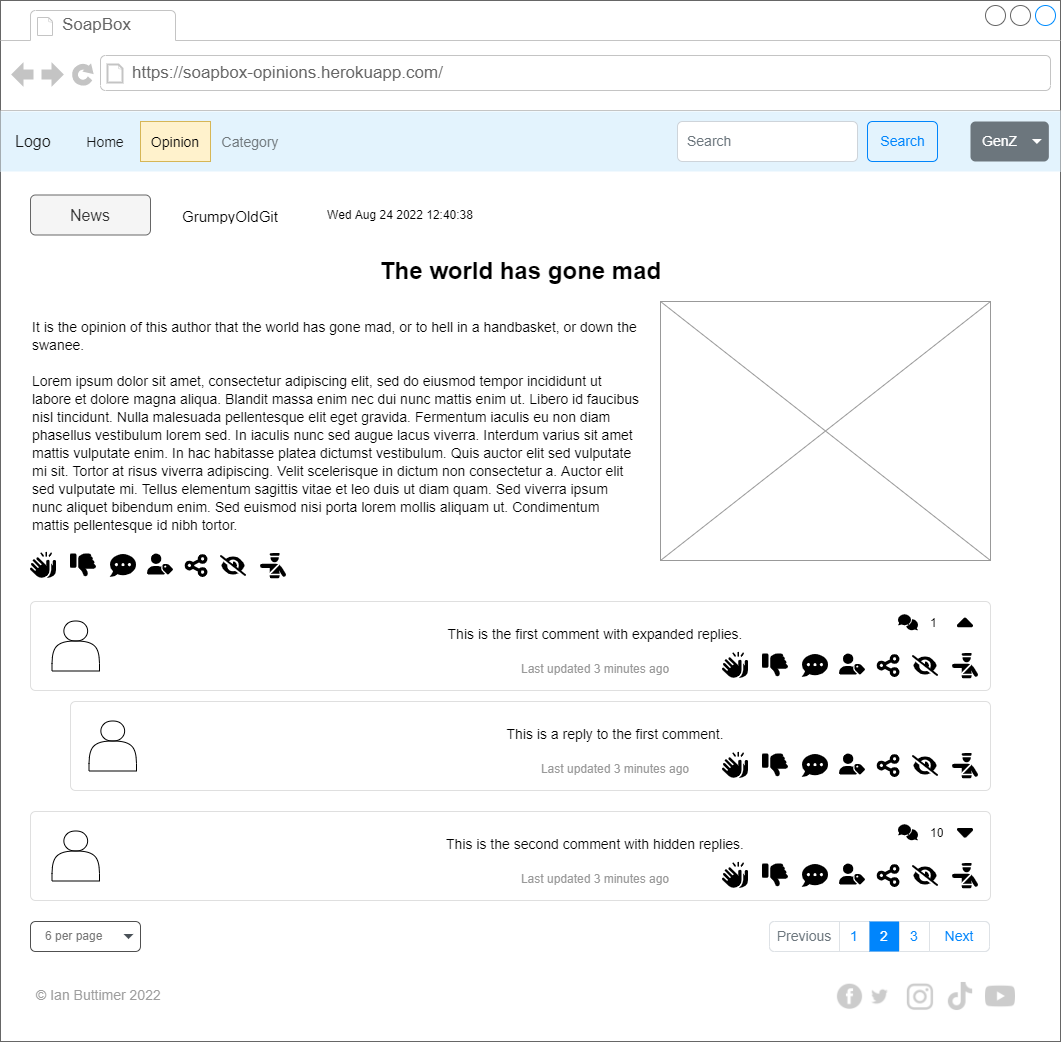 SoapBox
https://soapbox-opinions.herokuapp.com/
Logo Home Opinion Category Search Search GenZ
News GrumpyOldGit Wed Aug 24 2022 12:40:38
The world has gone mad
It is the opinion of this author that the world has gone mad, or to hell in a handbasket, or down the
swanee.
Lorem ipsum dolor sit amet, consectetur adipiscing elit, sed do eiusmod tempor incididunt ut
labore et dolore magna aliqua. Blandit massa enim nec dui nunc mattis enim ut. Libero id faucibus
nisl tincidunt. Nulla malesuada pellentesque elit eget gravida. Fermentum iaculis eu non diam
phasellus vestibulum lorem sed. In iaculis nunc sed augue lacus viverra. Interdum varius sit amet
mattis vulputate enim. In hac habitasse platea dictumst vestibulum. Quis auctor elit sed vulputate
mi sit. Tortor at risus viverra adipiscing. Velit scelerisque in dictum non consectetur a. Auctor elit
sed vulputate mi. Tellus elementum sagittis vitae et leo duis ut diam quam. Sed viverra ipsum
nunc aliquet bibendum enim. Sed euismod nisi porta lorem mollis aliquam ut. Condimentum
mattis pellentesque id nibh tortor.
1
This is the first comment with expanded replies.
Last updated 3 minutes ago
This is a reply to the first comment.
Last updated 3 minutes ago
10
This is the second comment with hidden replies.
Last updated 3 minutes ago
6 per page Previous 1 2 3 Next
© Ian Buttimer 2022